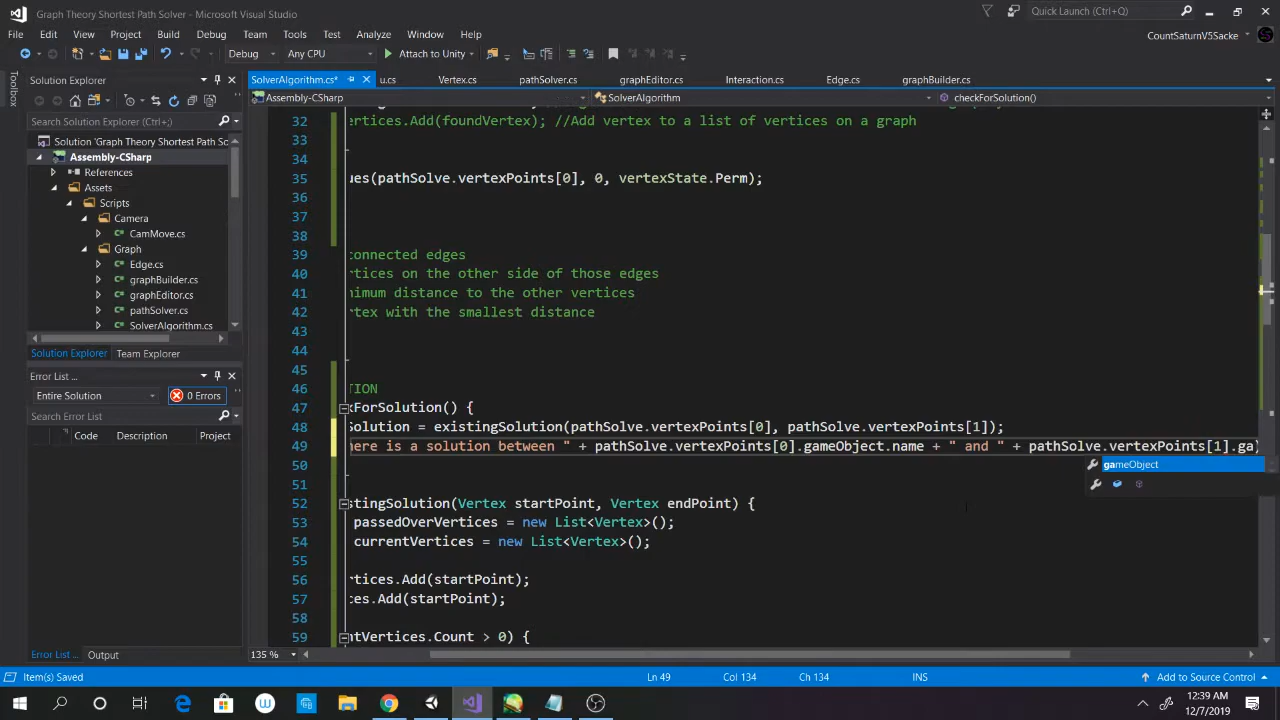 Graph Theory Shortest Path Solver - Microsoft Visual Studio
Quick Launch (Ctrl+Q)
File Edit View Project Build Debug Team Tools Test Analyze Window Help
CountSaturnV5Sacke
Debug Any CPU Attach to Unity
Toolbox
Solution Explorer
SolverAlgorithm.cs* u.cs Vertex.cs pathSolver.cs graphEditor.cs Interaction.cs Edge.cs graphBuilder.cs
Assembly-CSharp SolverAlgorithm checkForSolution()
Search Solution Explorer (Ctrl+;)
Solution 'Graph Theory Shortest Path So
Assembly-CSharp
References
Assets
Scripts
Camera
CamMove.cs
Graph
Edge.cs
graphBuilder.cs
graphEditor.cs
pathSolver.cs
SolverAlgorithm.cs
Solution Explorer Team Explorer
Error List ...
Entire Solution 0 Errors
Search Error List
Code Description Project
Error List ... Output
32 ertices.Add(foundVertex); //Add vertex to a list of vertices on a graph
33
34
35 ues(pathSolve.vertexPoints[0], 0, vertexState.Perm);
36
37
38
39 connected edges
40 rtices on the other side of those edges
41 nimum distance to the other vertices
42 rtex with the smallest distance
43
44
45
46 TION
47 kForSolution() {
48 Solution = existingSolution(pathSolve.vertexPoints[0], pathSolve.vertexPoints[1]);
49 here is a solution between " + pathSolve.vertexPoints[0].gameObject.name + " and " + pathSolve.vertexPoints[1].ga)
gameObject
50
51
52 stingSolution(Vertex startPoint, Vertex endPoint) {
53 passedOverVertices = new List<Vertex>();
54 currentVertices = new List<Vertex>();
55
56 rtices.Add(startPoint);
57 ces.Add(startPoint);
58
59 ntVertices.Count > 0) {
135 %
Item(s) Saved Ln 49 Col 134 Ch 134 INS Add to Source Control
12:39 AM
12/7/2019